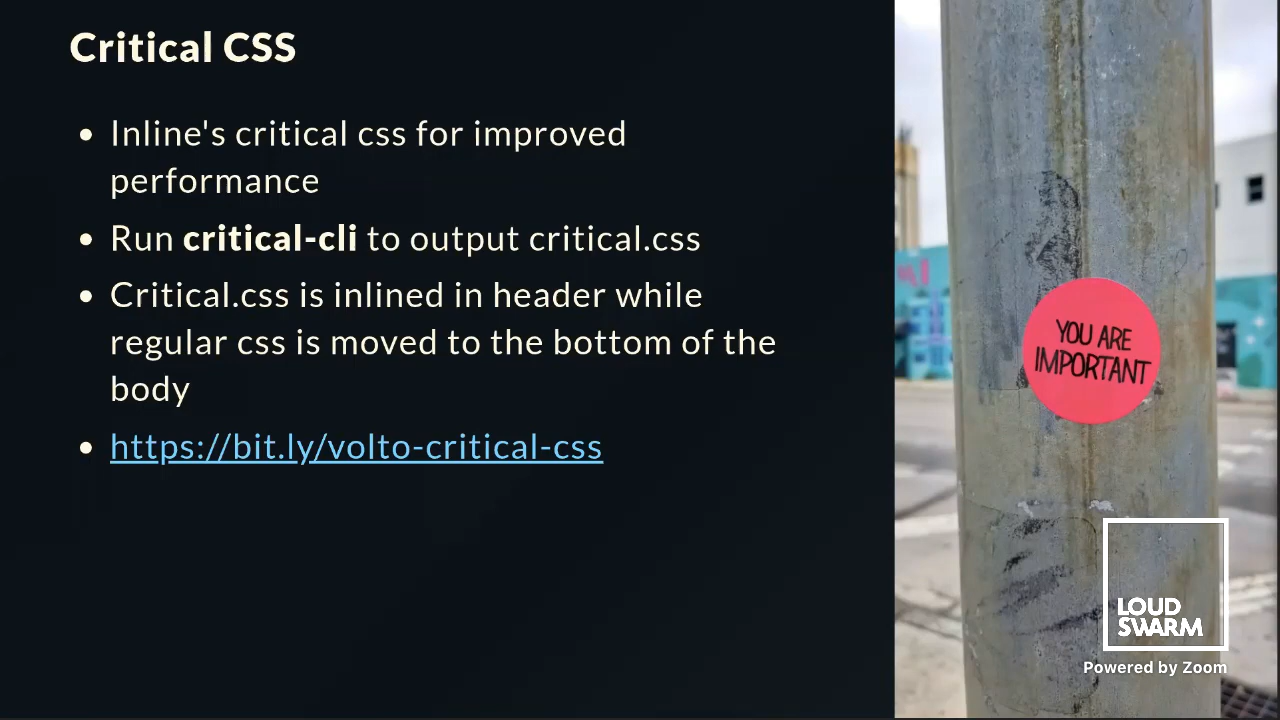 Critical CSS
Inline's critical css for improved
performance
Run critical-cli to output critical.css
Critical.css is inlined in header while
regular css is moved to the bottom of the
body
https://bit.ly/volto-critical-css
YOU ARE
IMPORTANT
LOUD
SWARM
Powered by Zoom